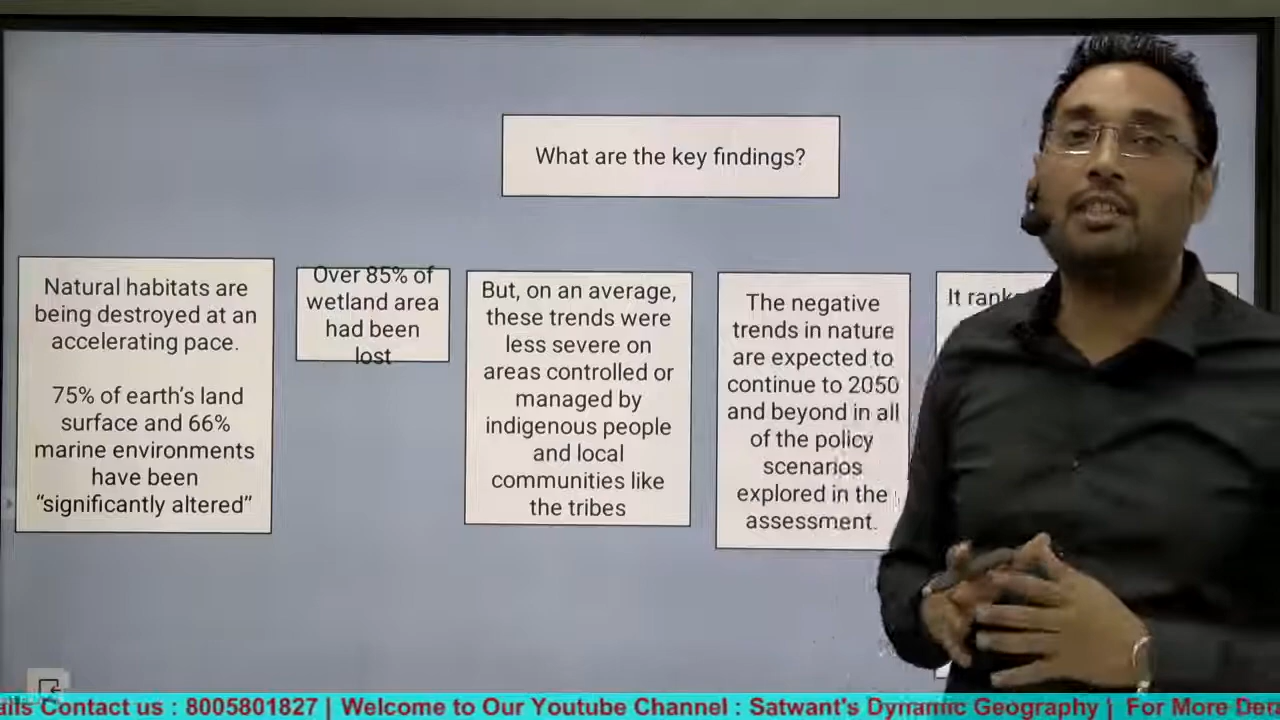 What are the key findings?
Natural habitats are
being destroyed at an
accelerating pace.
75% of earth's land
surface and 66%
marine environments
have been
“significantly altered”
Over 85% of
wetland area
had been
lost
But, on an average,
these trends were
less severe on
areas controlled or
managed by
indigenous people
and local
communities like
the tribes
The negative
trends in nature
are expected to
continue to 2050
and beyond in all
of the policy
scenarios
explored in the
assessment.
It
Contact us : 8005801827 | Welcome to Our Youtube Channel : Satwant's Dynamic Geography | For More